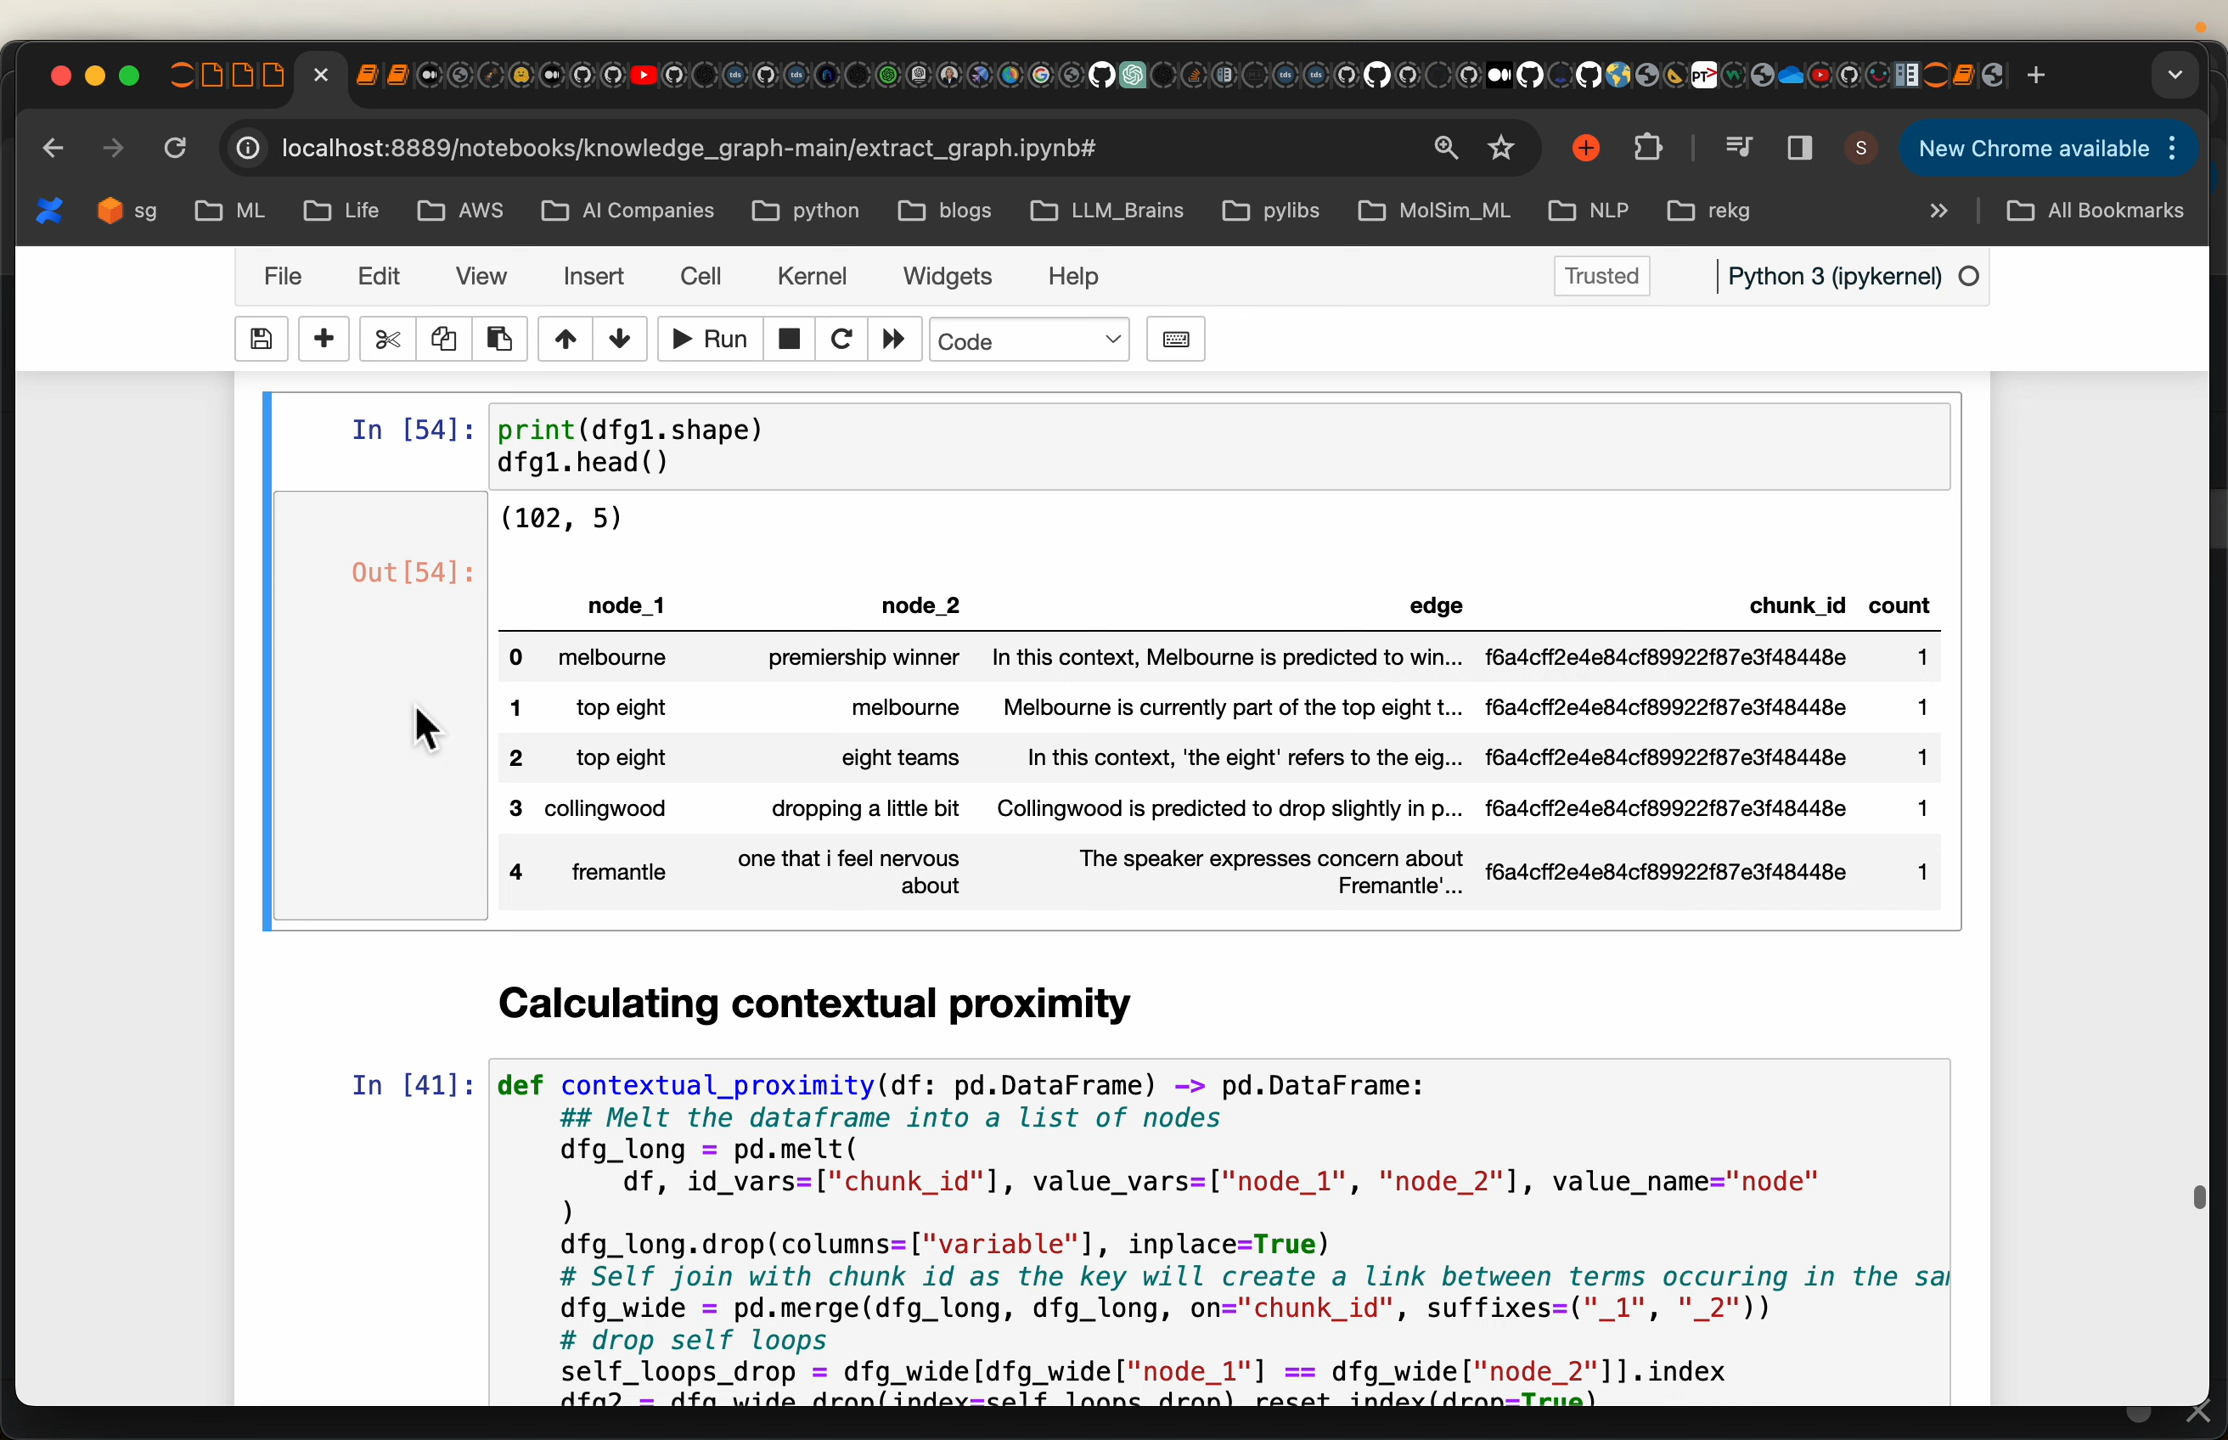 localhost:8889/notebooks/knowledge_graph-main/extract_graph.ipynb#
S
New Chrome available
sg ML Life AWS AI Companies python blogs LLM_Brains pylibs MolSim_ML NLP rekg » All Bookmarks
File Edit View Insert Cell Kernel Widgets Help Trusted Python 3 (ipykernel)
Run Code
In [54]: print(dfg1.shape)
dfg1.head()
(102, 5)
Out[54]:
node_1 node_2 edge chunk_id count
0 melbourne premiership winner In this context, Melbourne is predicted to win... f6a4cff2e4e84cf89922f87e3f48448e 1
1 top eight melbourne Melbourne is currently part of the top eight t... f6a4cff2e4e84cf89922f87e3f48448e 1
2 top eight eight teams In this context, 'the eight' refers to the eig... f6a4cff2e4e84cf89922f87e3f48448e 1
3 collingwood dropping a little bit Collingwood is predicted to drop slightly in p... f6a4cff2e4e84cf89922f87e3f48448e 1
4 fremantle one that i feel nervous about The speaker expresses concern about Fremantle'... f6a4cff2e4e84cf89922f87e3f48448e 1
Calculating contextual proximity
In [41]: def contextual_proximity(df: pd.DataFrame) -> pd.DataFrame:
## Melt the dataframe into a list of nodes
dfg_long = pd.melt(
df, id_vars=["chunk_id"], value_vars=["node_1", "node_2"], value_name="node"
)
dfg_long.drop(columns=["variable"], inplace=True)
# Self join with chunk id as the key will create a link between terms occuring in the sa
dfg_wide = pd.merge(dfg_long, dfg_long, on="chunk_id", suffixes=("_1", "_2"))
# drop self loops
self_loops_drop = dfg_wide[dfg_wide["node_1"] == dfg_wide["node_2"]].index
dfg2 = dfg_wide.drop(index=self_loops_drop).reset_index(drop=True)